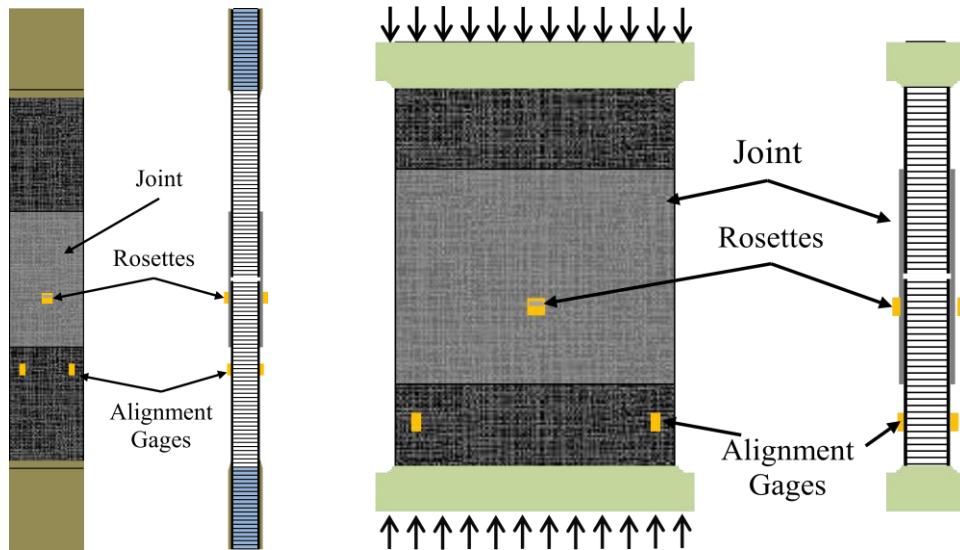 Joint
Rosettes
Alignment
Gages
Joint
Rosettes
Alignment
Gages